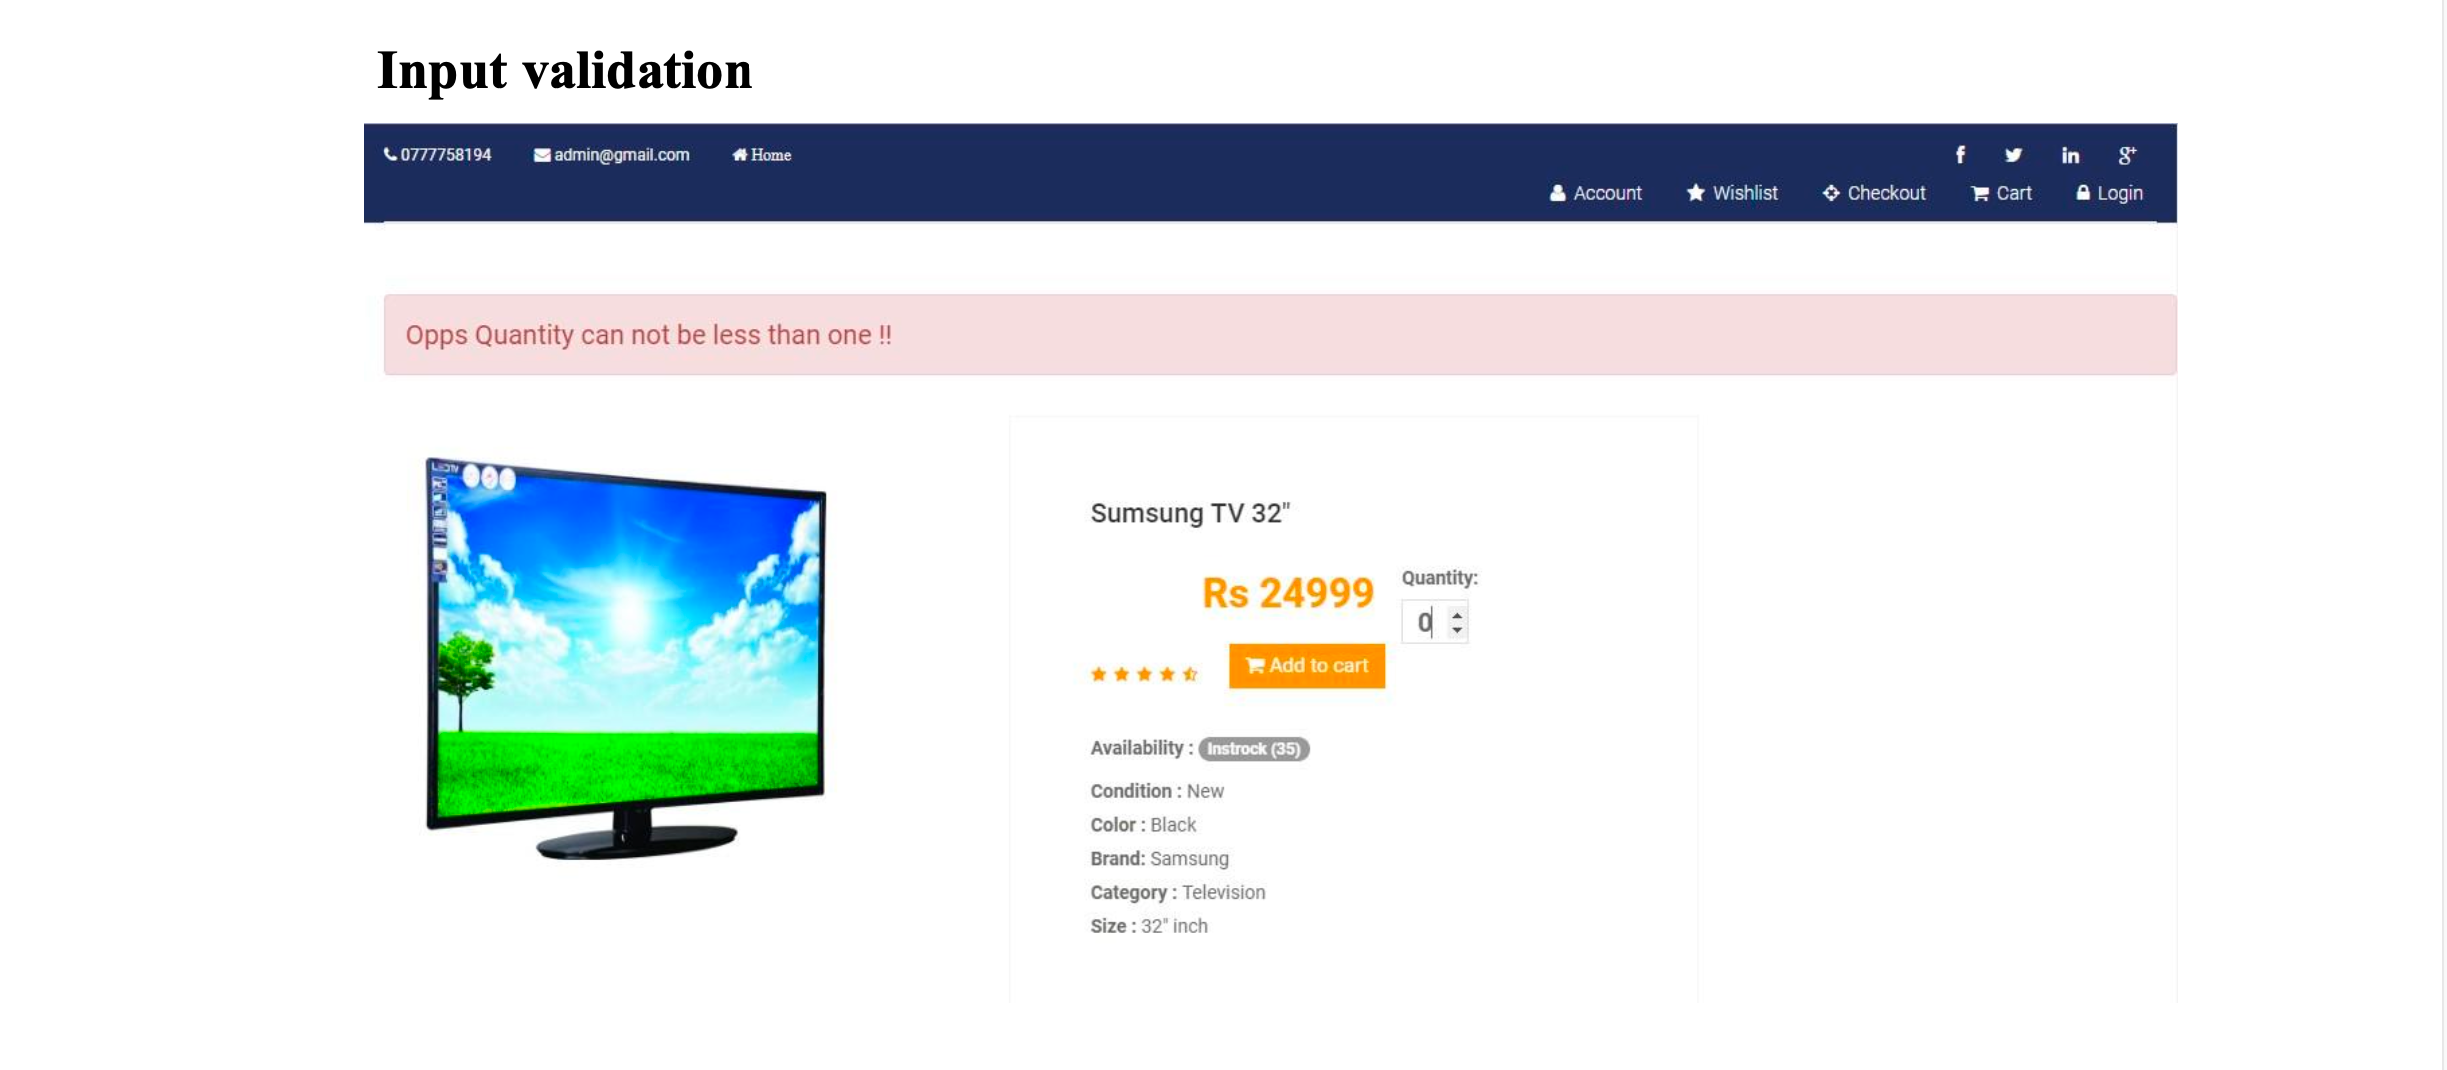 Input validation
0777758194 admin@gmail.com Home
Account Wishlist Checkout Cart Login
Opps Quantity can not be less than one !!
LEDTV
Sumsung TV 32"
Rs 24999
Quantity:
0
Add to cart
Availability : Instrock (35)
Condition : New
Color : Black
Brand: Samsung
Category : Television
Size : 32" inch